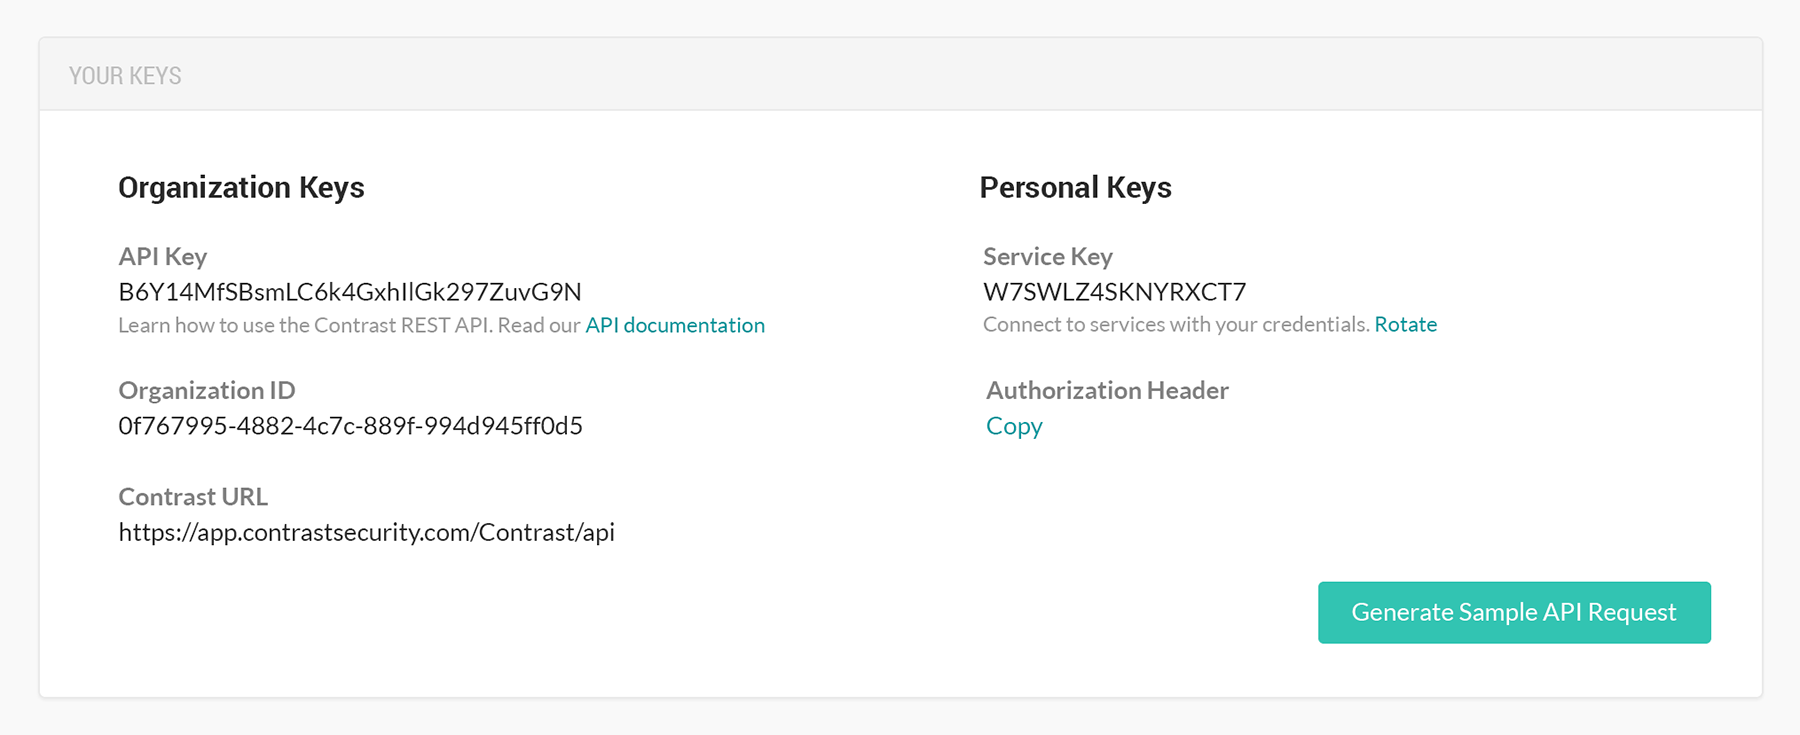 YOUR KEYS
Organization Keys
API Key
B6Y14MfSBsmLC6k4GxhIlGk297ZuvG9N
Learn how to use the Contrast REST API. Read our API documentation
Organization ID
0f767995-4882-4c7c-889f-994d945ff0d5
Contrast URL
https://app.contrastsecurity.com/Contrast/api
Personal Keys
Service Key
W7SWLZ4SKNYRXCT7
Connect to services with your credentials. Rotate
Authorization Header
Copy
Generate Sample API Request